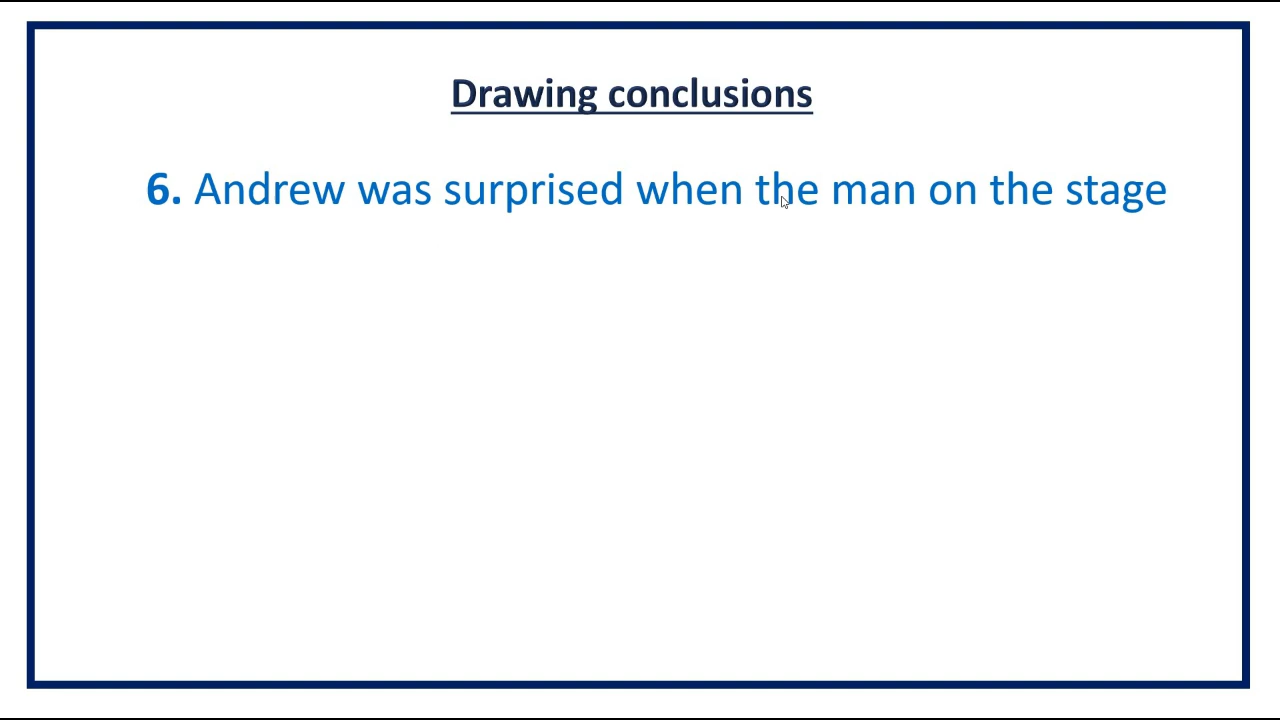 Drawing conclusions
6. Andrew was surprised when the man on the stage